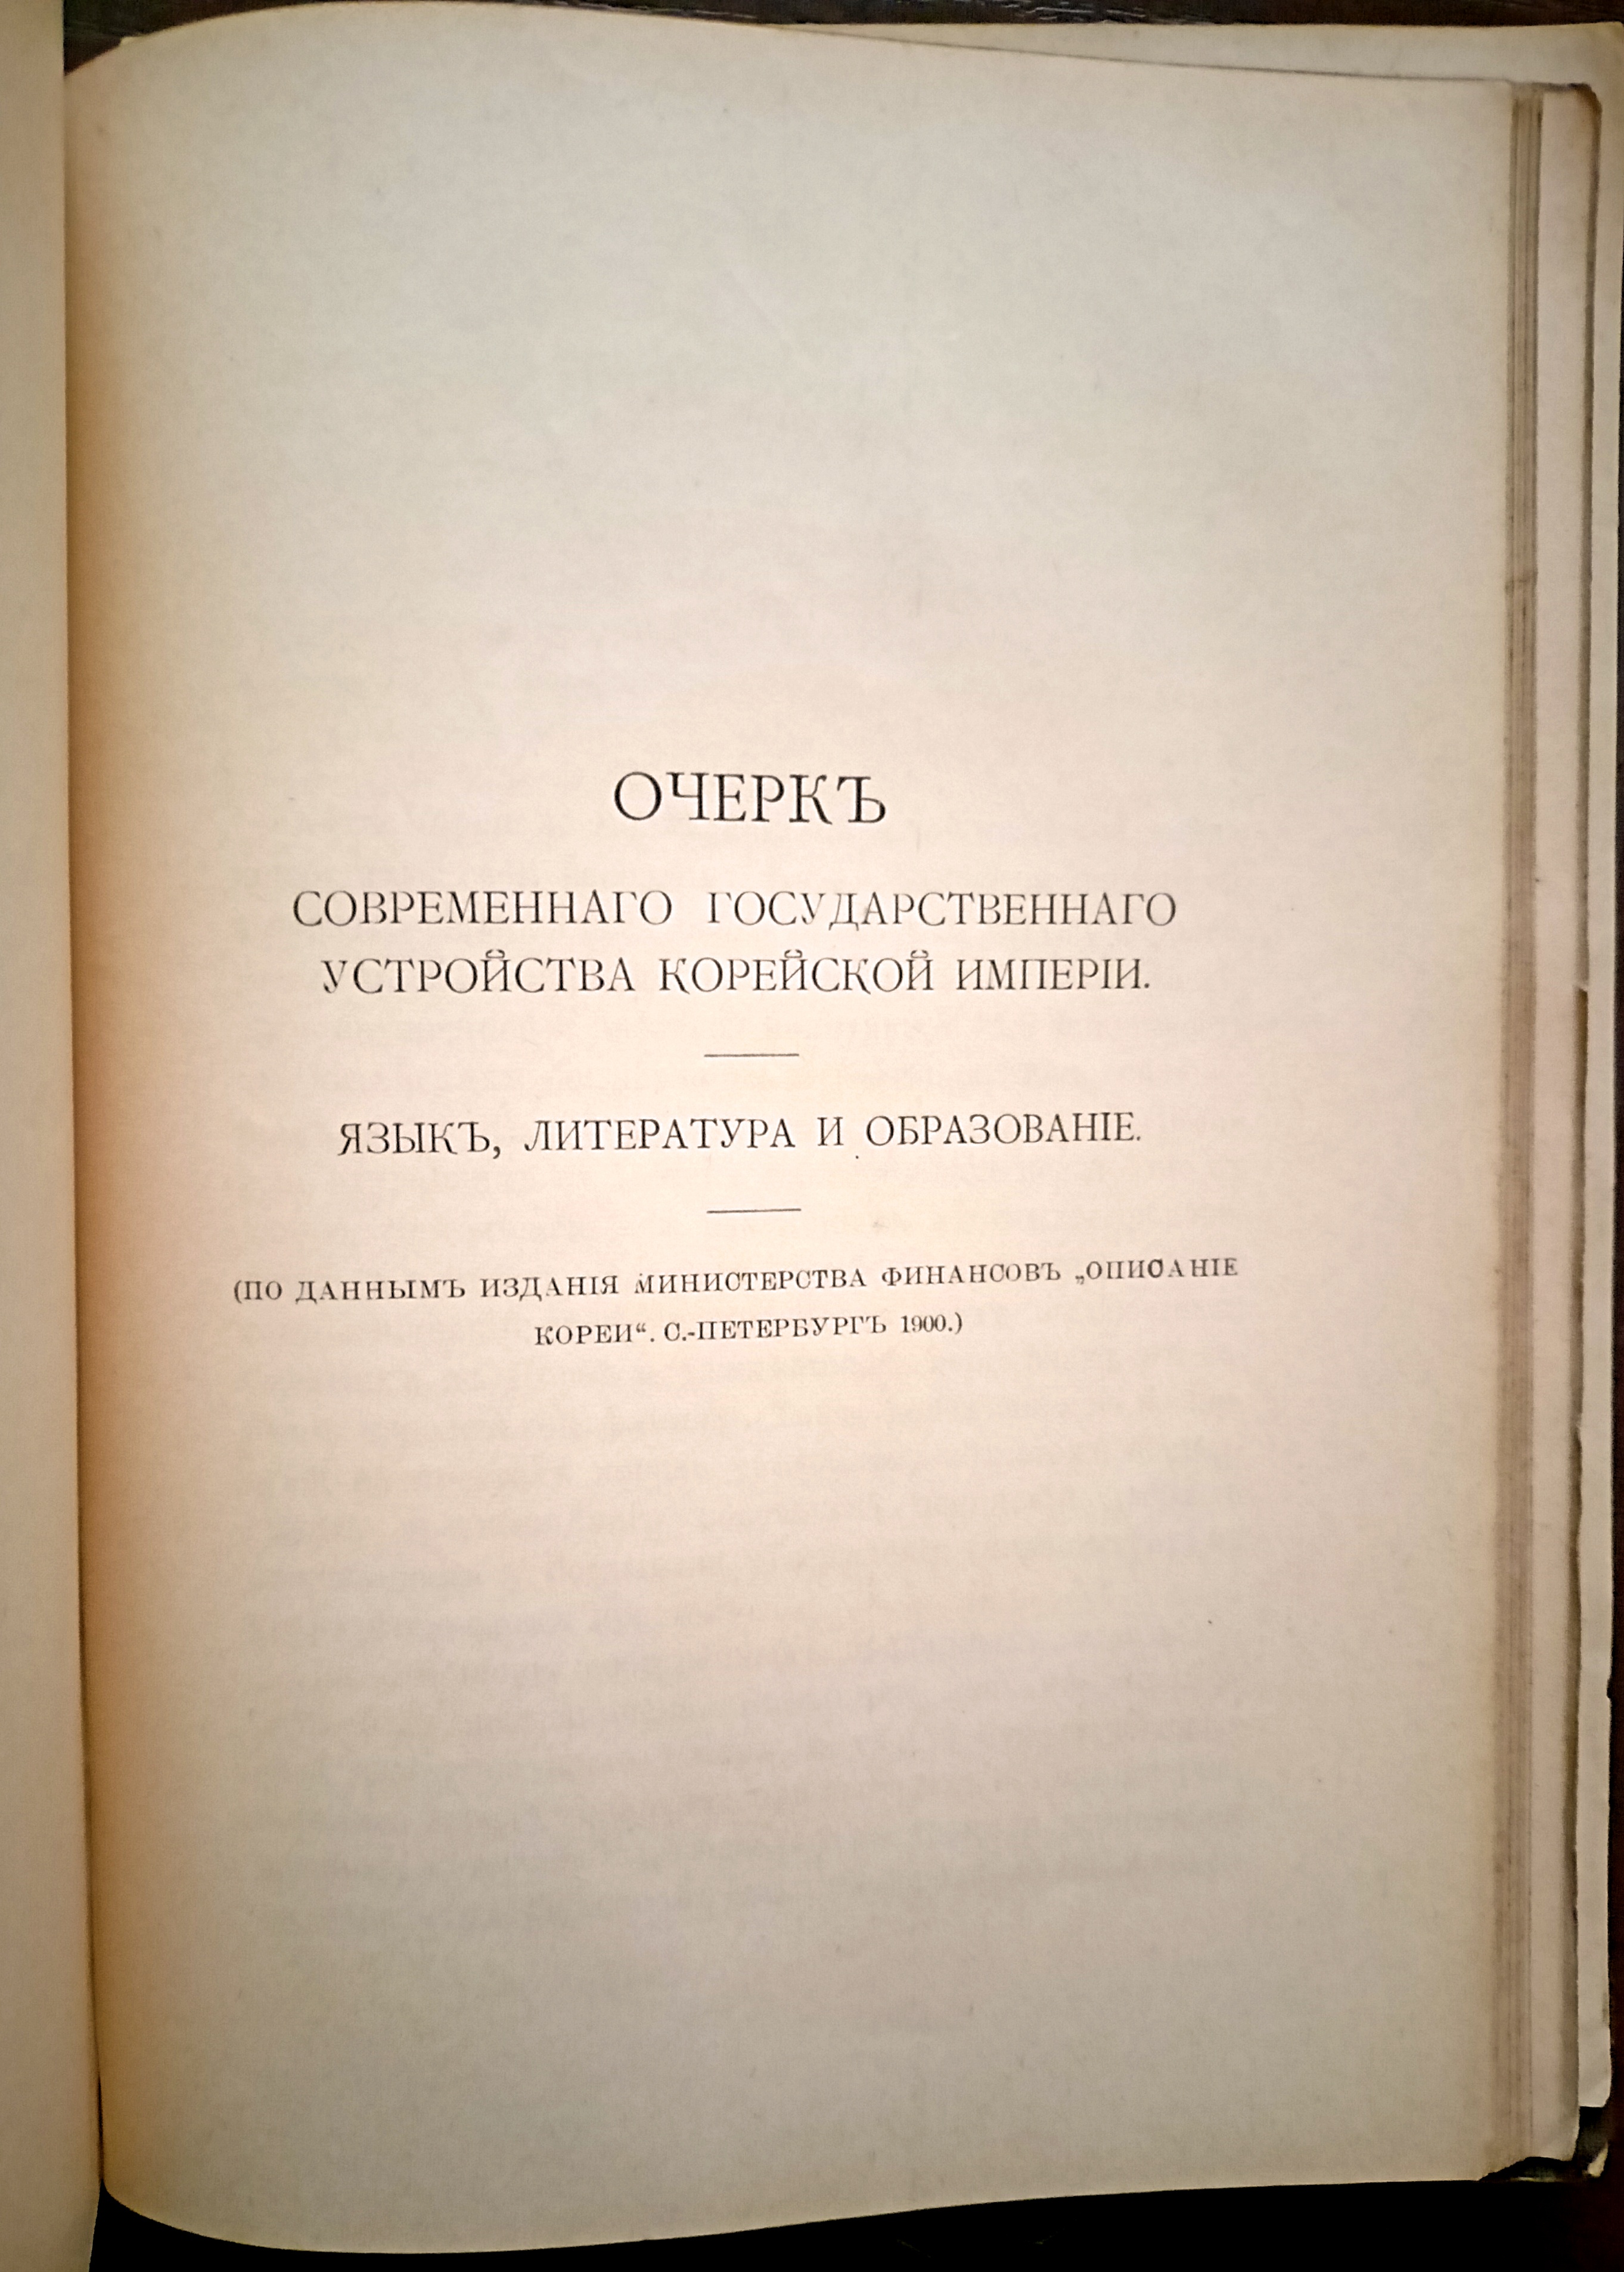 ОЧЕРКЪ
СОВРЕМЕННАГО ГОСУДАРСТВЕННАГО
УСТРОЙСТВА КОРЕЙСКОЙ ИМПЕРІИ.
ЯЗЫКЪ, ЛИТЕРАТУРА И ОБРАЗОВАНІЕ.
(ПО ДАННЫМЪ ИЗДАНІЯ МИНИСТЕРСТВА ФИНАНСОВЪ „ОПИСАНІЕ
КОРЕИ“. С.-ПЕТЕРБУРГЪ 1900.)